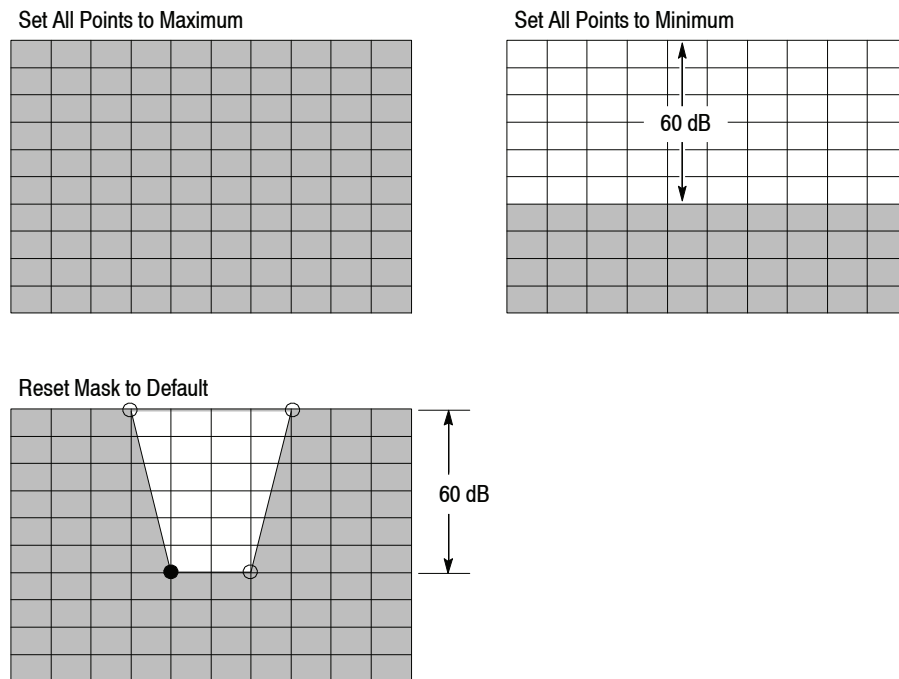 Set All Points to Maximum
Set All Points to Minimum
60 dB
Reset Mask to Default
60 dB